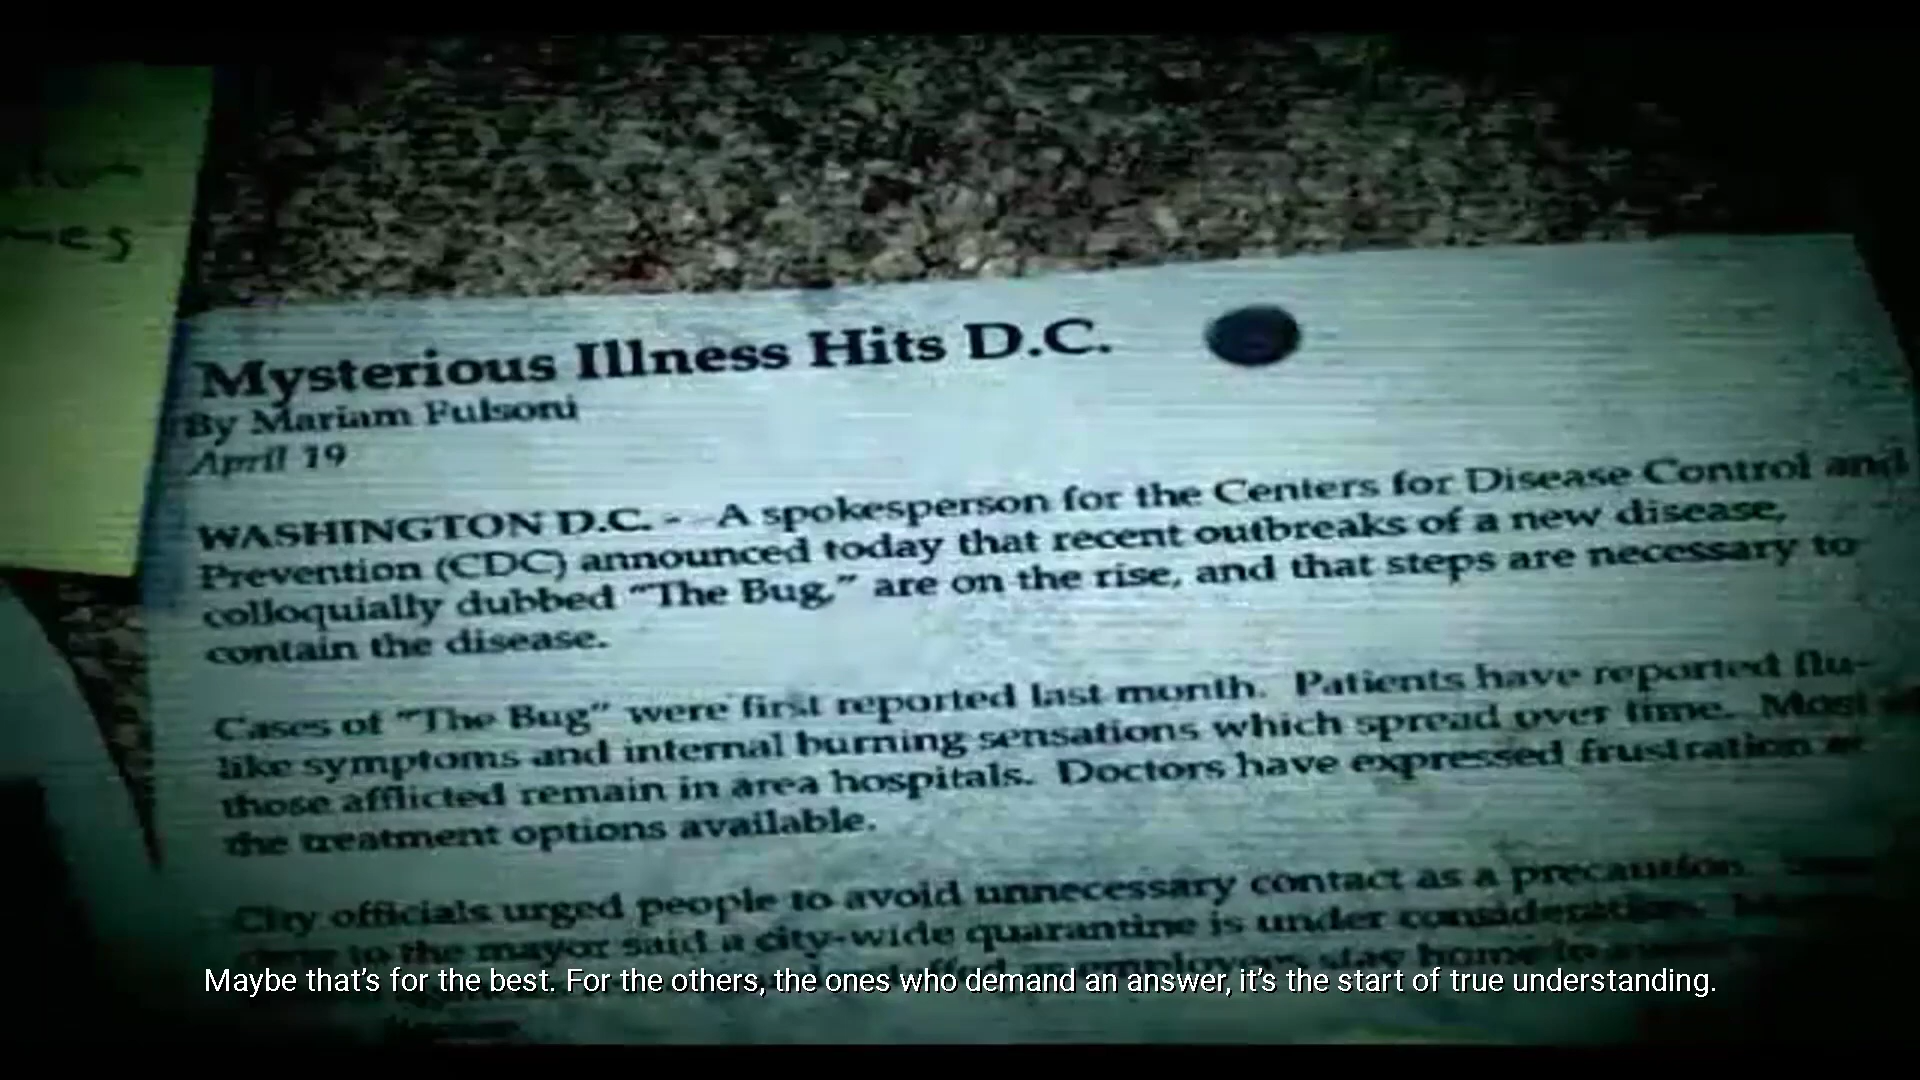 Mysterious Illness Hits D.C.
By Mariam Fulsoni
April 19
WASHINGTON D.C. - A spokesperson for the Centers for Disease Control and
Prevention (CDC) announced today that recent outbreaks of a new disease,
colloquially dubbed "The Bug," are on the rise, and that steps are necessary to
contain the disease.
Cases of "The Bug" were first reported last month. Patients have reported flu-
like symptoms and internal burning sensations which spread over time. Most
those afflicted remain in area hospitals. Doctors have expressed frustration
the treatment options available.
City officials urged people to avoid unnecessary contact as a precaution.
to the mayor said a city-wide quarantine is under consideration.
employees stay home to
Maybe that's for the best. For the others, the ones who demand an answer, it's the start of true understanding.